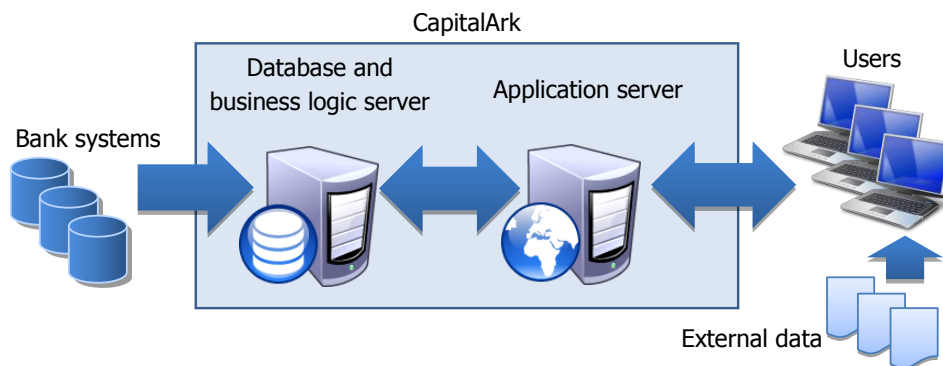 CapitalArk
Database and
business logic server
Application server
Users
Bank systems
External data